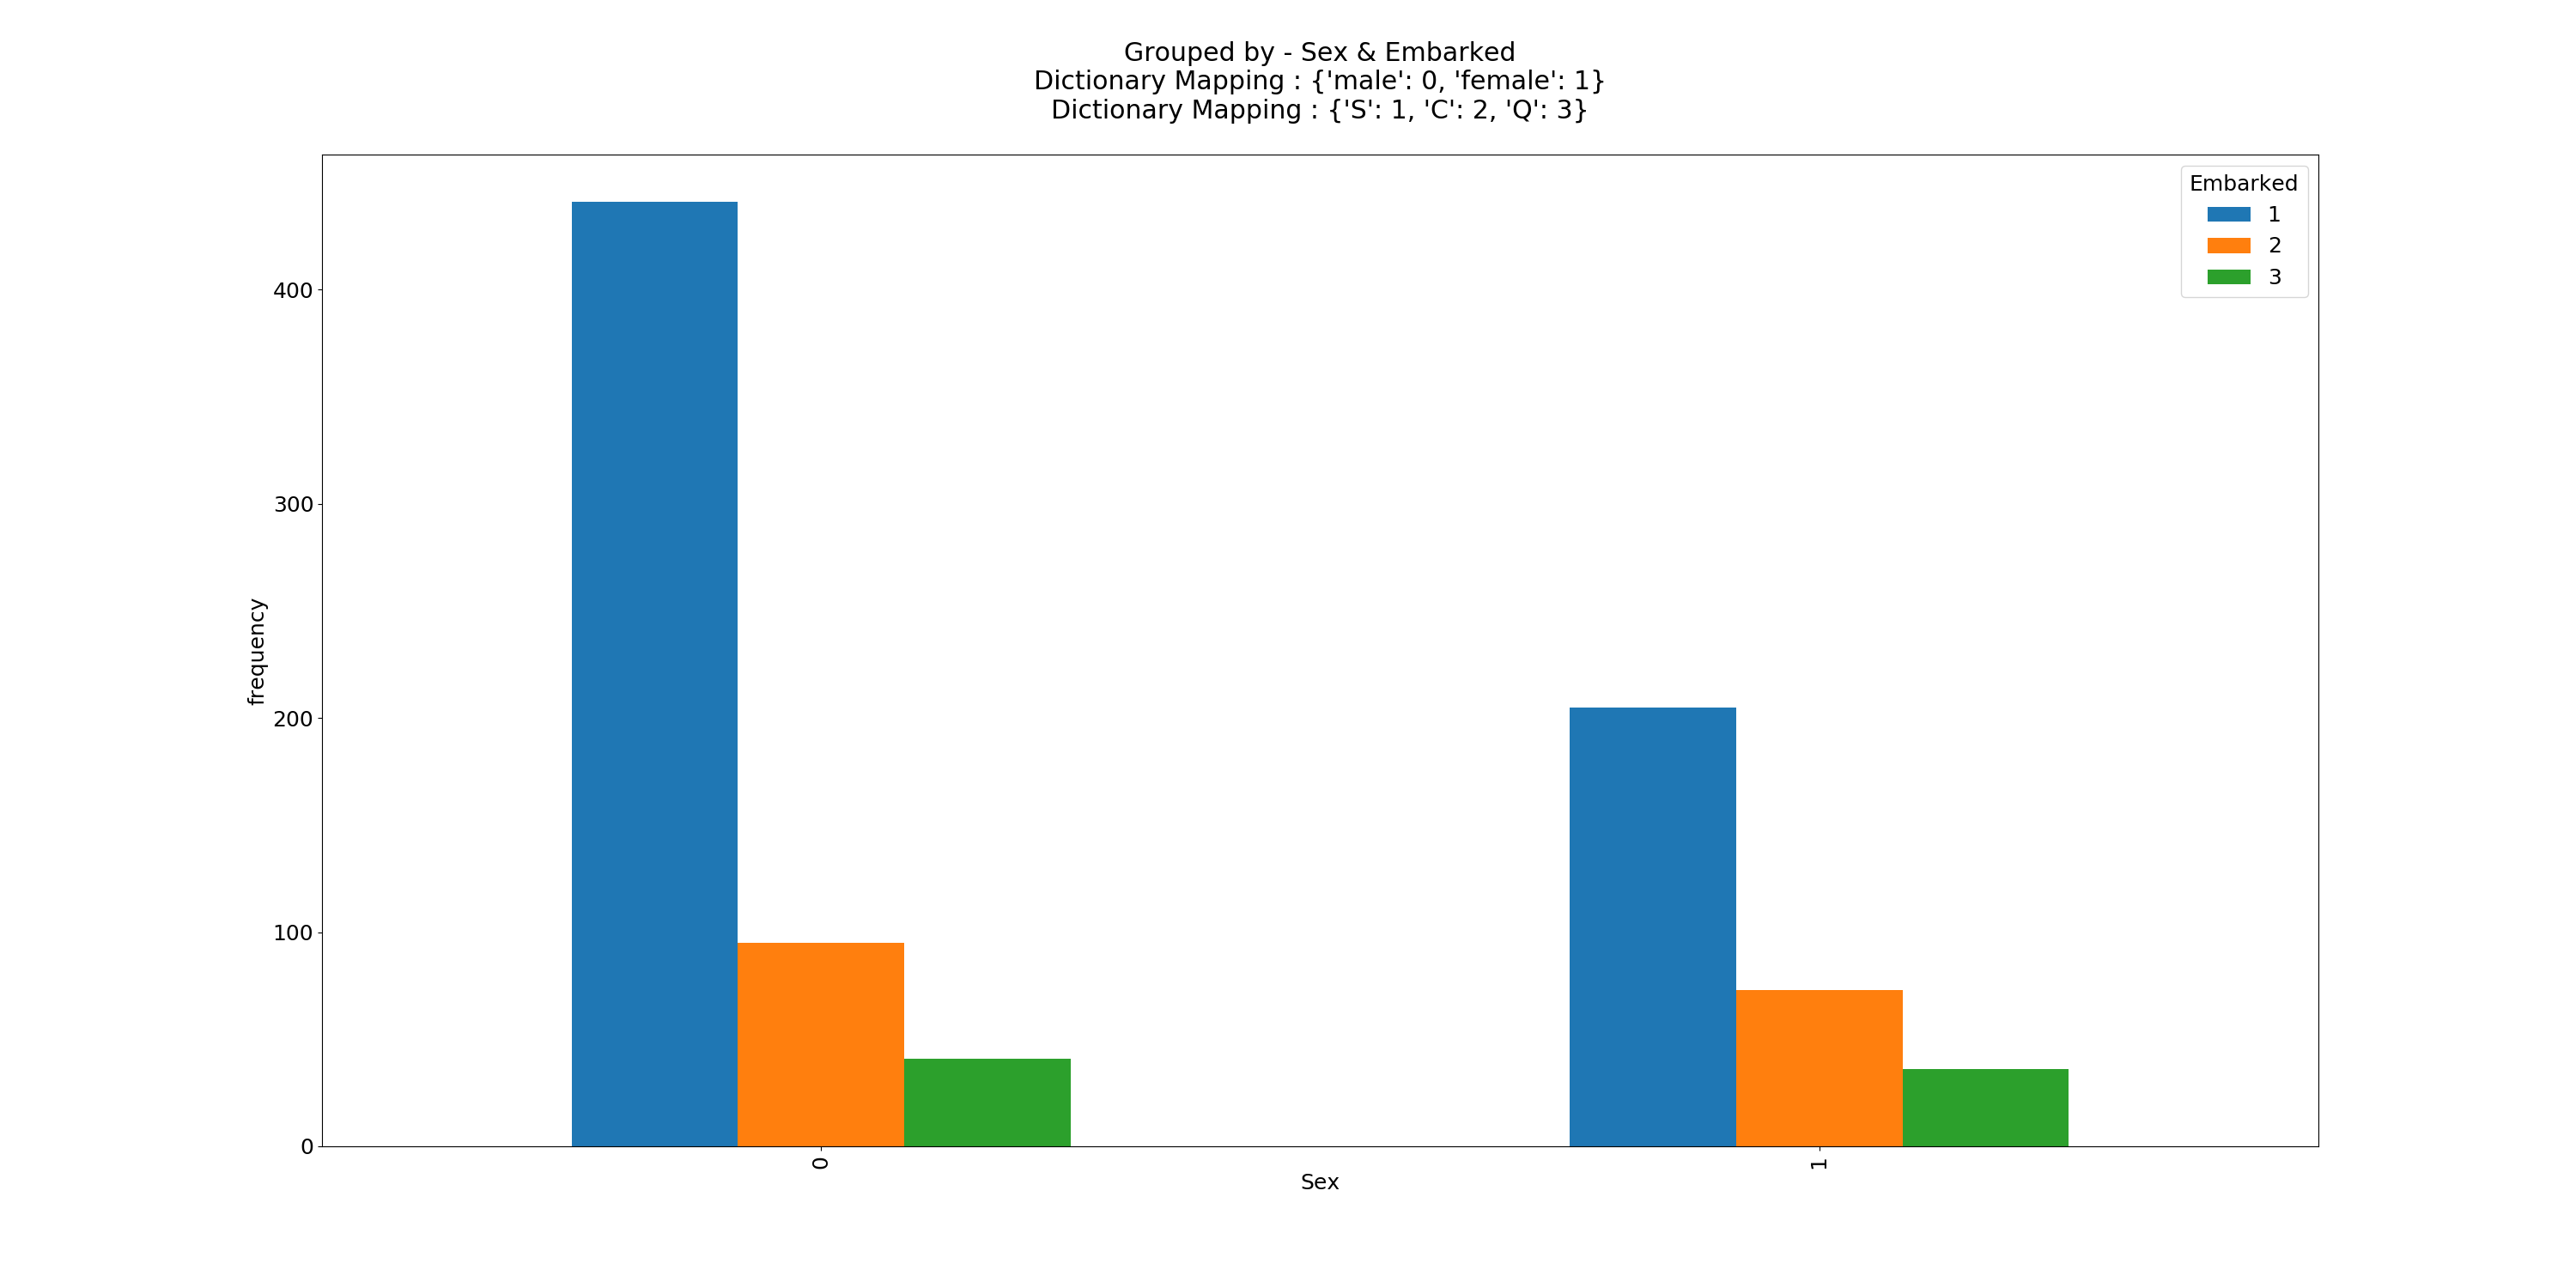 Grouped by - Sex & Embarked
Dictionary Mapping : {'male': 0, 'female': 1}
Dictionary Mapping : {'S': 1, 'C': 2, 'Q': 3}
Embarked
1
2
3
400
300
200
100
0
frequency
0
1
Sex